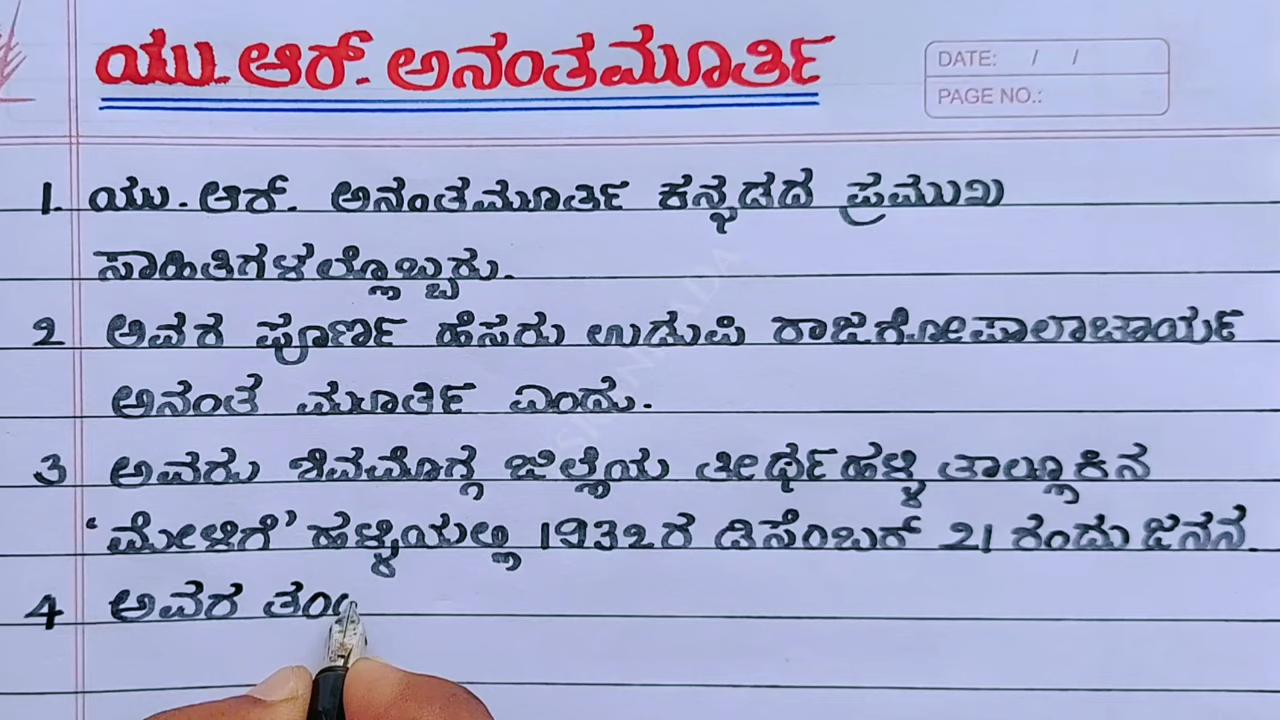 ಯು. ಆರ್. ಅನಂತಮೂರ್ತಿ
DATE: / /
PAGE NO.:
1. ಯು. ಆರ್. ಅನಂತಮೂರ್ತಿ ಕನ್ನಡದ ಪ್ರಮುಖ
ಸಾಹಿತಿಗಳಲ್ಲೊಬ್ಬರು.
2 ಅವರ ಪೂರ್ಣ ಹೆಸರು ಉಡುಪಿ ರಾಜಗೋಪಾಲಾಚಾರ್ಯ
ಅನಂತ ಮೂರ್ತಿ ಎಂದು.
3 ಅವರು ಶಿವಮೊಗ್ಗ ಜಿಲ್ಲೆಯ ತೀರ್ಥಹಳ್ಳಿ ತಾಲ್ಲೂಕಿನ
'ಮೇಳಿಗೆ' ಹಳ್ಳಿಯಲ್ಲಿ 1932ರ ಡಿಸೆಂಬರ್ 21 ರಂದು ಜನನ.
4 ಅವರ ತಂ